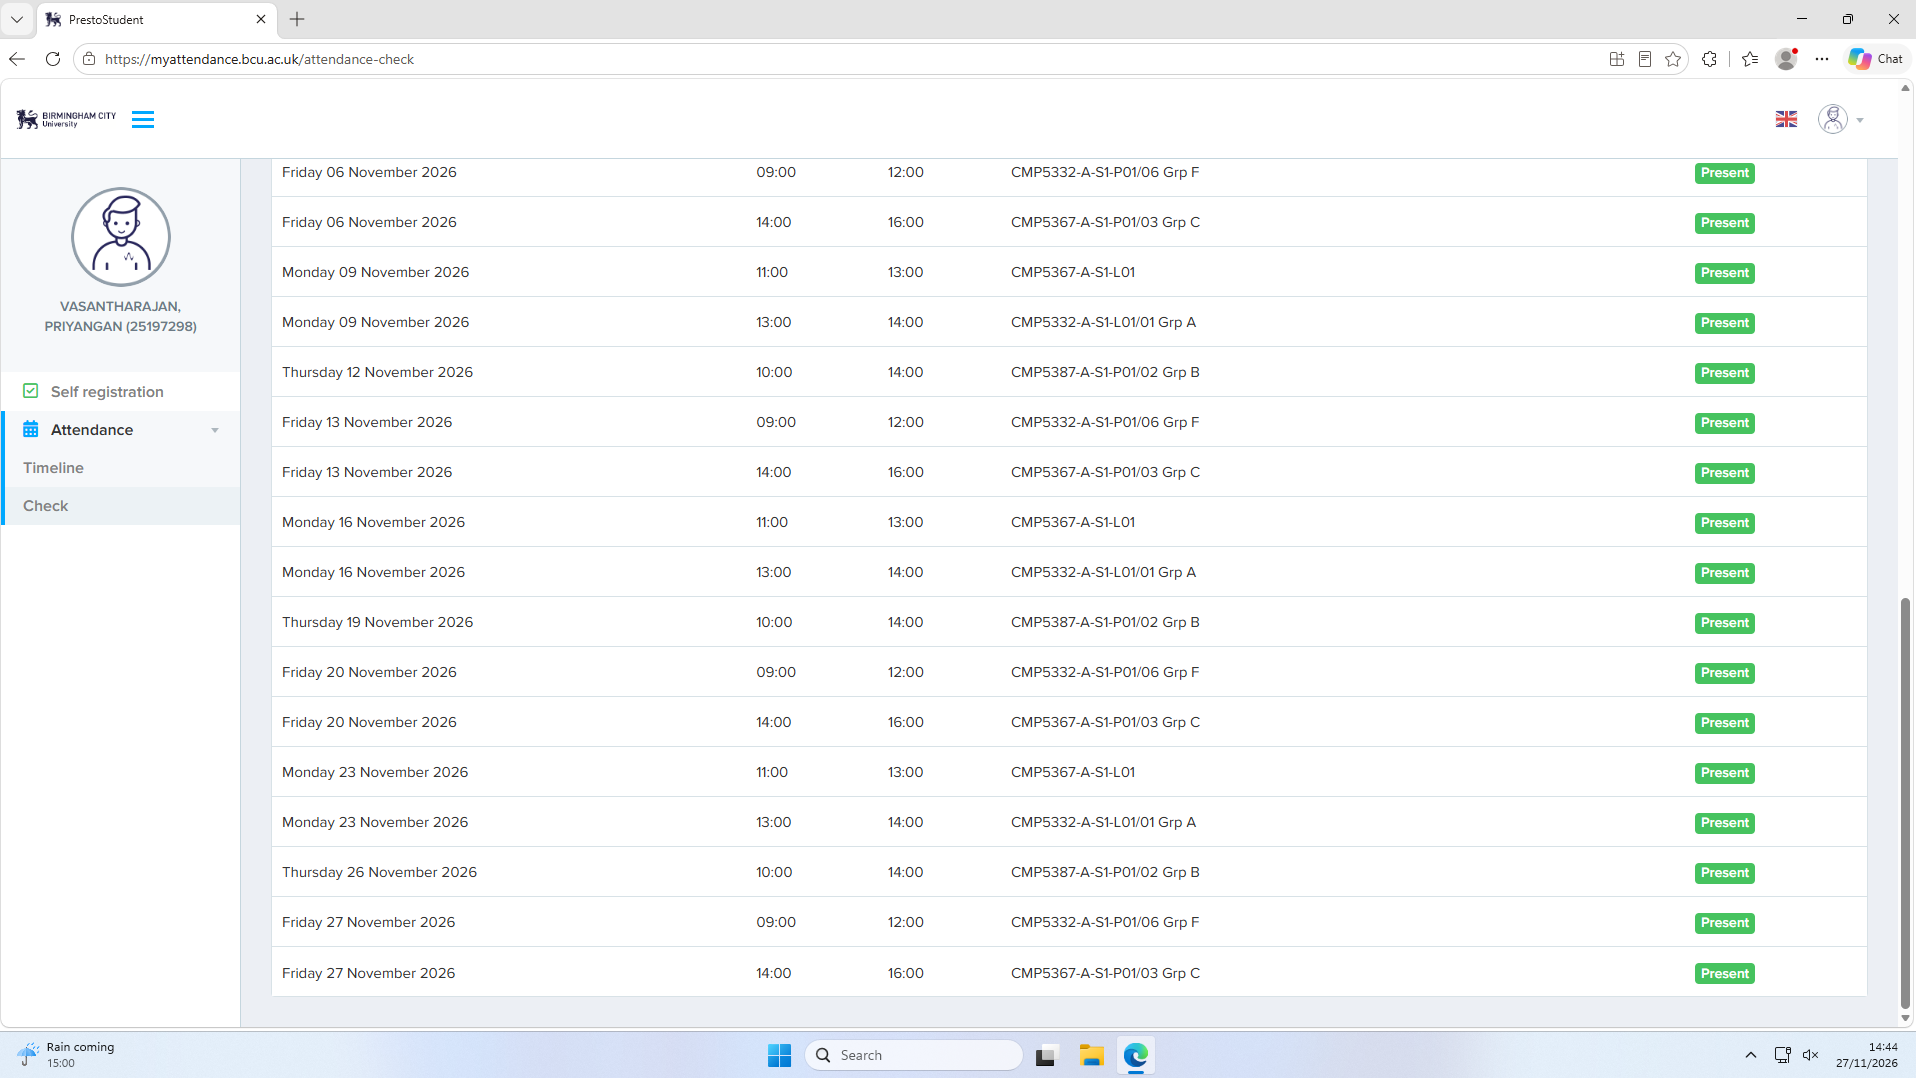 PrestoStudent
https://myattendance.bcu.ac.uk/attendance-check
Chat
BIRMINGHAM CITY
University
VASANTHARAJAN,
PRIYANGAN (25197298)
Self registration
Attendance
Timeline
Check
Friday 06 November 2026 09:00 12:00 CMP5332-A-S1-P01/06 Grp F Present
Friday 06 November 2026 14:00 16:00 CMP5367-A-S1-P01/03 Grp C Present
Monday 09 November 2026 11:00 13:00 CMP5367-A-S1-L01 Present
Monday 09 November 2026 13:00 14:00 CMP5332-A-S1-L01/01 Grp A Present
Thursday 12 November 2026 10:00 14:00 CMP5387-A-S1-P01/02 Grp B Present
Friday 13 November 2026 09:00 12:00 CMP5332-A-S1-P01/06 Grp F Present
Friday 13 November 2026 14:00 16:00 CMP5367-A-S1-P01/03 Grp C Present
Monday 16 November 2026 11:00 13:00 CMP5367-A-S1-L01 Present
Monday 16 November 2026 13:00 14:00 CMP5332-A-S1-L01/01 Grp A Present
Thursday 19 November 2026 10:00 14:00 CMP5387-A-S1-P01/02 Grp B Present
Friday 20 November 2026 09:00 12:00 CMP5332-A-S1-P01/06 Grp F Present
Friday 20 November 2026 14:00 16:00 CMP5367-A-S1-P01/03 Grp C Present
Monday 23 November 2026 11:00 13:00 CMP5367-A-S1-L01 Present
Monday 23 November 2026 13:00 14:00 CMP5332-A-S1-L01/01 Grp A Present
Thursday 26 November 2026 10:00 14:00 CMP5387-A-S1-P01/02 Grp B Present
Friday 27 November 2026 09:00 12:00 CMP5332-A-S1-P01/06 Grp F Present
Friday 27 November 2026 14:00 16:00 CMP5367-A-S1-P01/03 Grp C Present
Rain coming
15:00
Search
14:44
27/11/2026